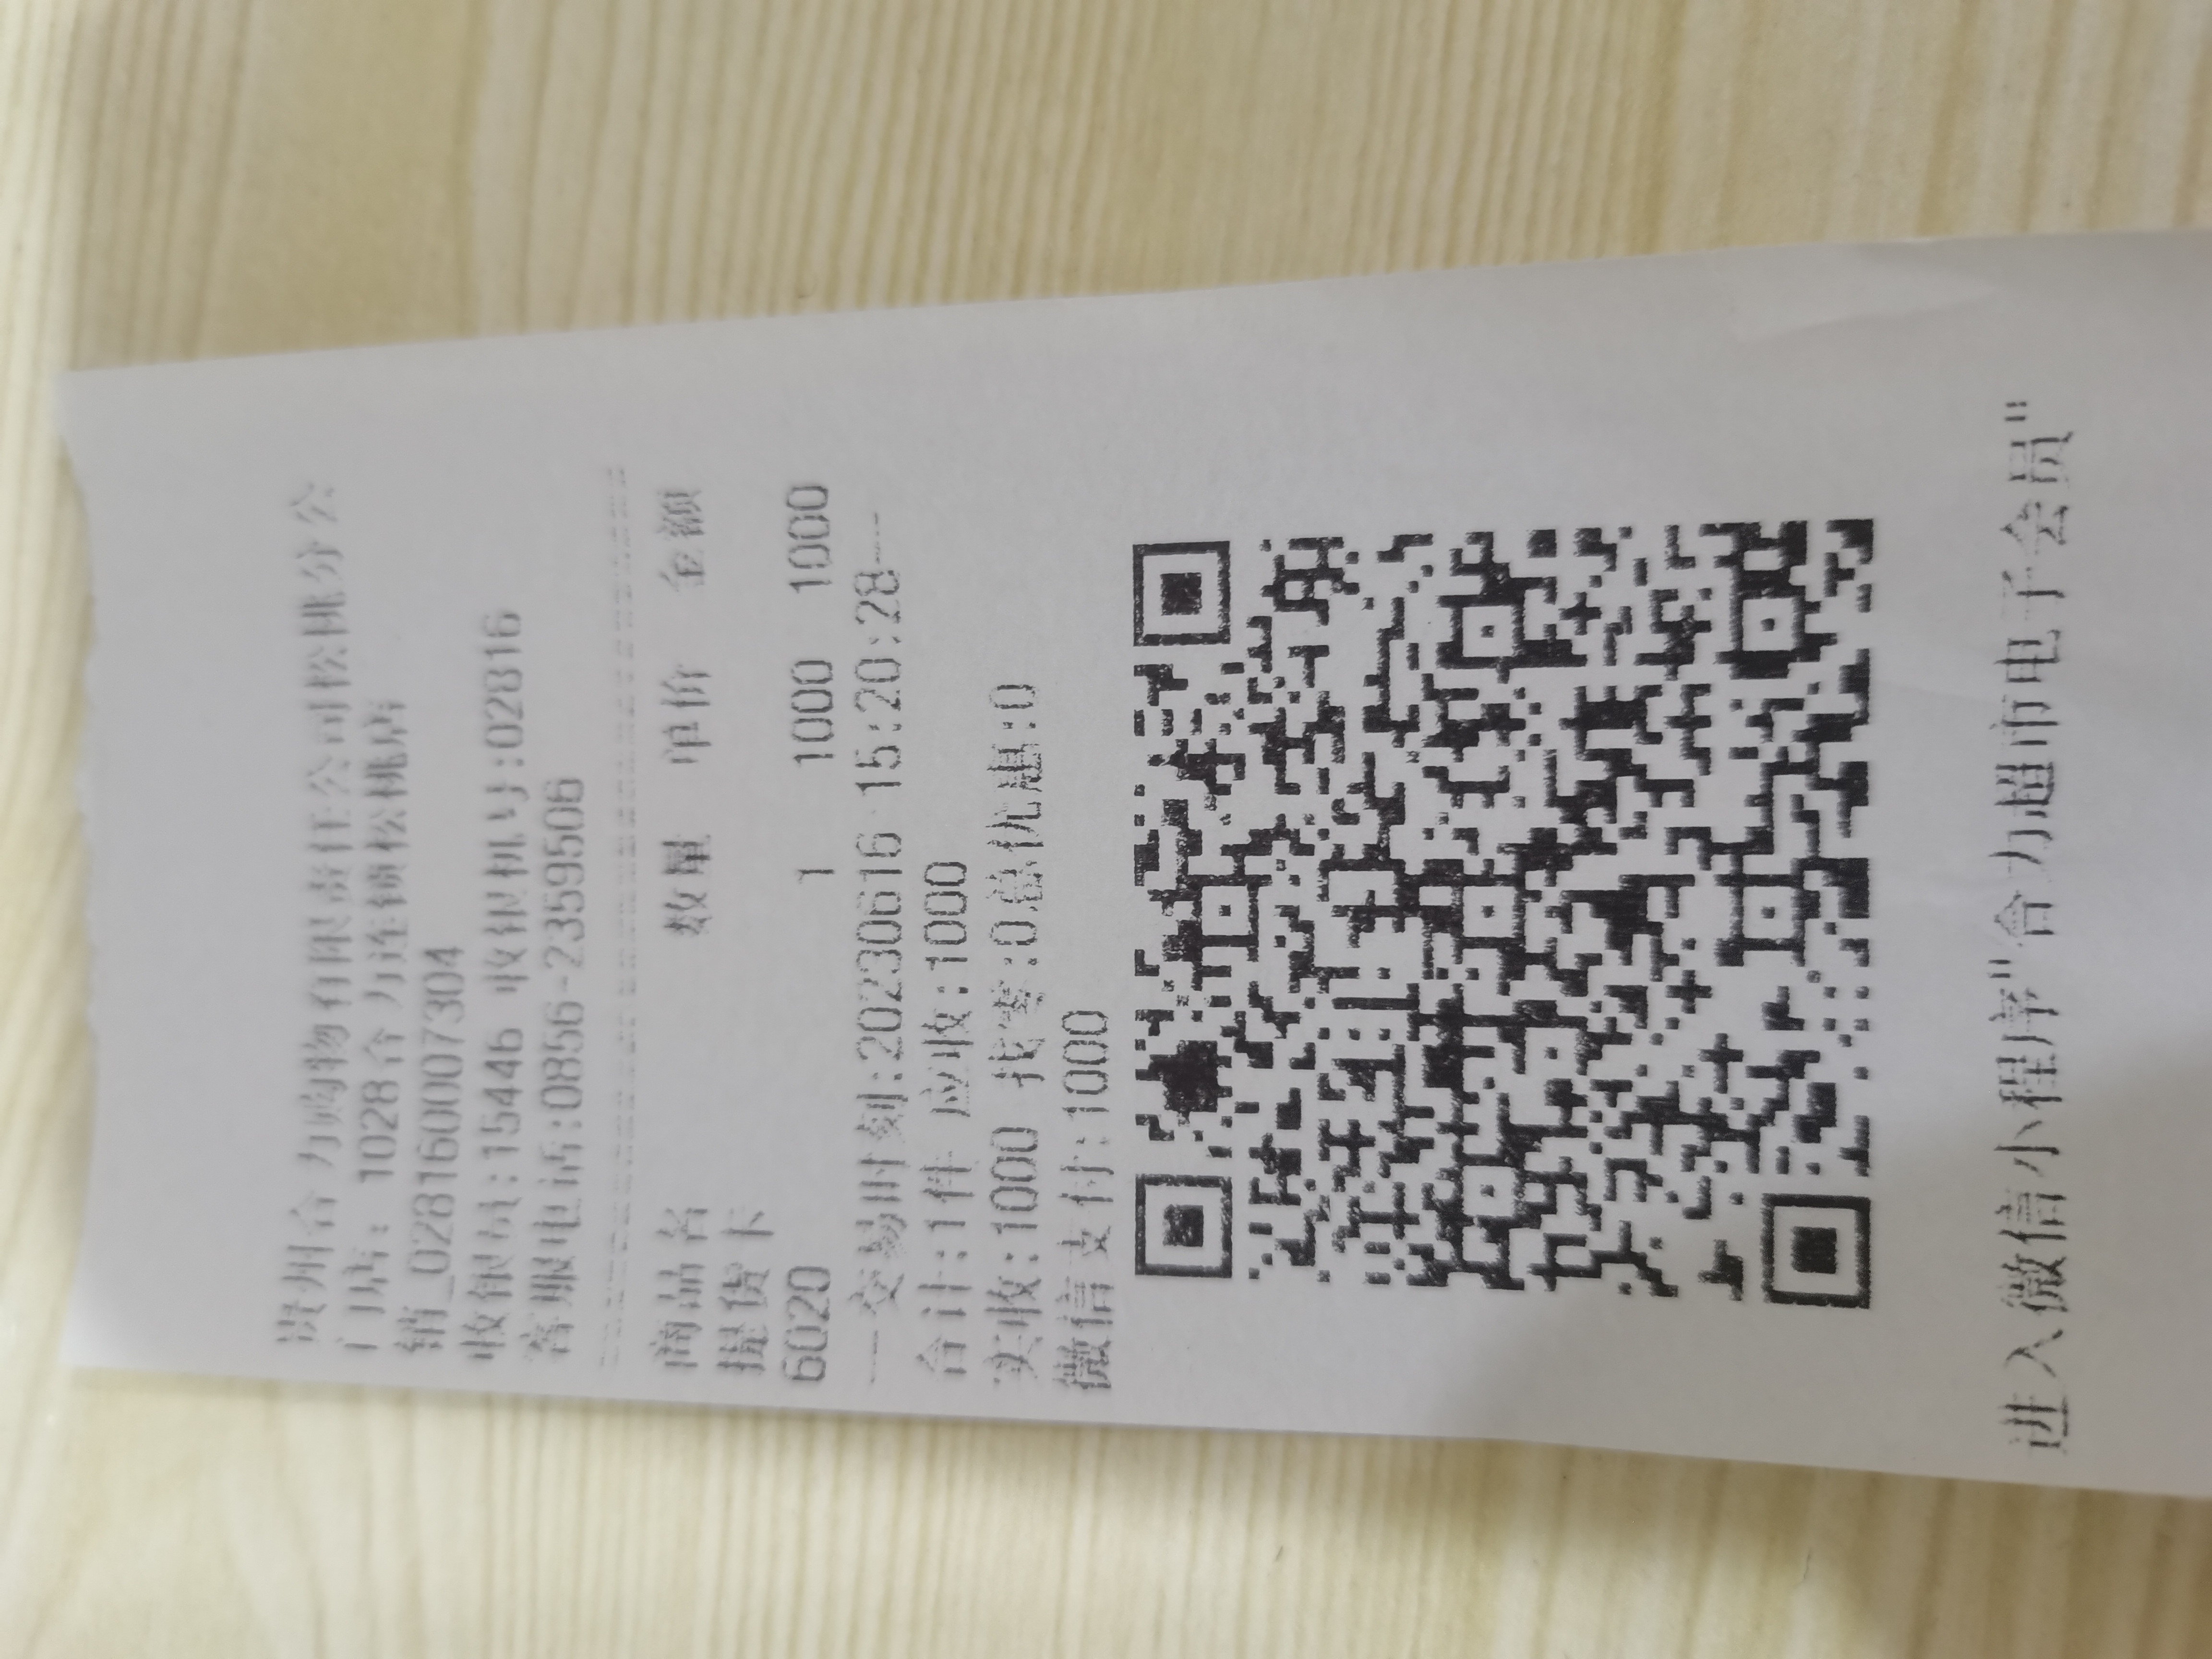 贵州合力购物有限责任公司松桃分公
门店: 1028合力连锁松桃店
销_028160007304
收银员:15446 收银机号:02816
客服电话:0856-2359506
商品名 数量 单价 金额
提货卡
6020 1 1000 1000
---交易时刻:20230616 15:20:28---
合计:1件 应收:1000
实收:1000 找零:0总优惠:0
微信支付:1000
进入微信小程序"合力超市电子会员"